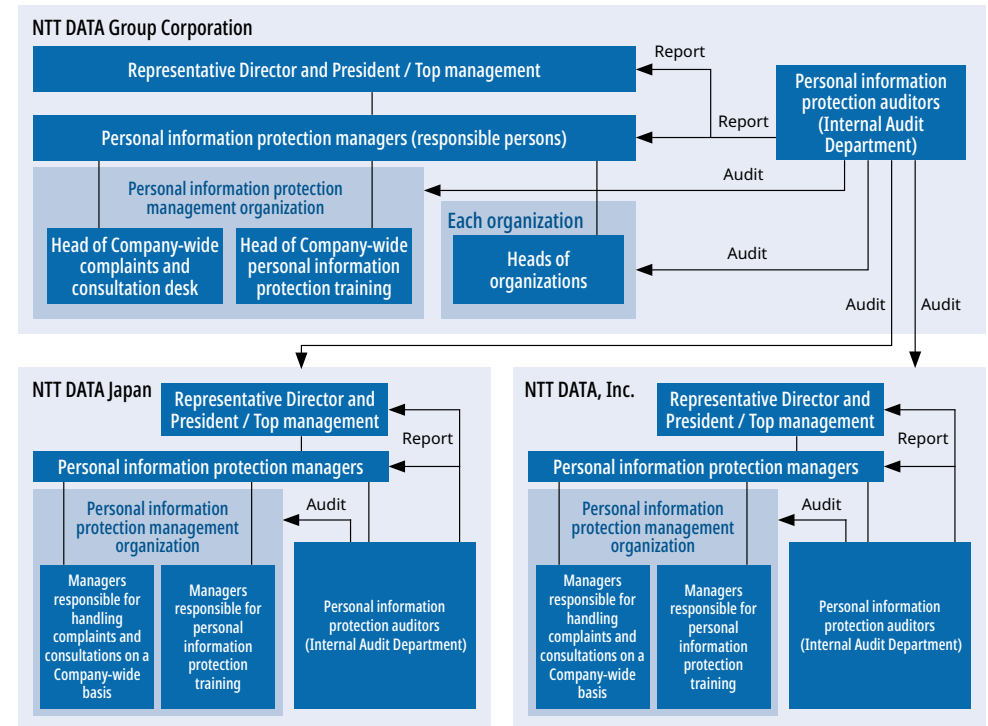 NTT DATA Group Corporation
Representative Director and President / Top management
Report
Personal information
protection auditors
(Internal Audit
Department)
Report
Personal information protection managers (responsible persons)
Audit
Personal information protection
management organization
Head of Company-wide
complaints and
consultation desk
Head of Company-wide
personal information
protection training
Each organization
Heads of
organizations
Audit
Audit
Audit
NTT DATA Japan
Representative Director and
President / Top management
Report
Personal information protection managers
Personal information
protection management
organization
Audit
Managers
responsible for
handling
complaints and
consultations on a
Company-wide
basis
Managers
responsible for
personal
information
protection
training
Personal information
protection auditors
(Internal Audit Department)
NTT DATA, Inc.
Representative Director and
President / Top management
Report
Personal information protection managers
Personal information
protection management
organization
Audit
Managers
responsible for
handling
complaints and
consultations on a
Company-wide
basis
Managers
responsible for
personal
information
protection
training
Personal information
protection auditors
(Internal Audit Department)